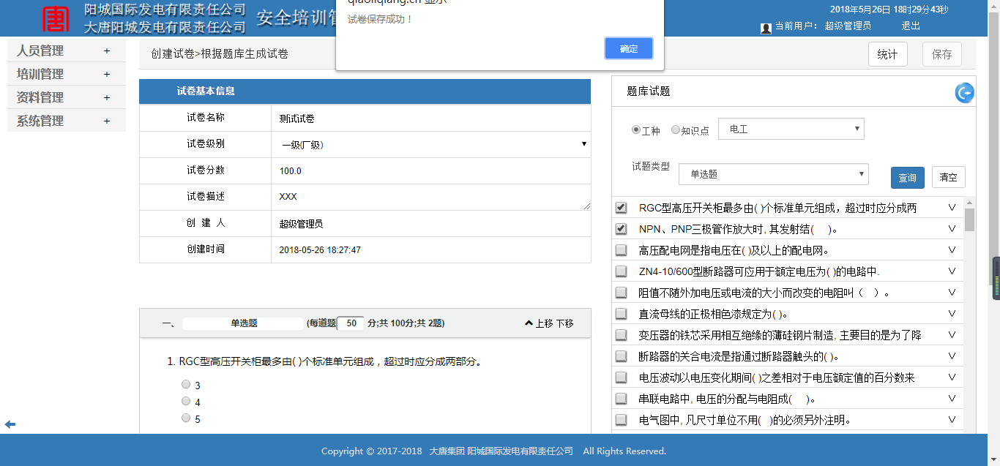 唐 阳城国际发电有限责任公司
大唐阳城发电有限责任公司
安全培训管
qiaoliqiang.cn 显示
试卷保存成功！
确定
2018年5月26日 18时29分43秒
当前用户： 超级管理员 退出
人员管理 +
培训管理 +
资料管理 +
系统管理 +
创建试卷>根据题库生成试卷
统计 保存
试卷基本信息
试卷名称 测试试卷
试卷级别 一级(厂级)
试卷分数 100.0
试卷描述 XXX
创 建 人 超级管理员
创建时间 2018-05-26 18:27:47
一、 单选题 (每道题 50 分;共 100分;共 2题) 上移 下移
1. RGC型高压开关柜最多由( )个标准单元组成，超过时应分成两部分。
3
4
5
题库试题
工种 知识点 电工
试题类型 单选题 查询 清空
RGC型高压开关柜最多由( )个标准单元组成，超过时应分成两
NPN、PNP三极管作放大时, 其发射结( )。
高压配电网是指电压在( )及以上的配电网。
ZN4-10/600型断路器可应用于额定电压为( )的电路中.
阻值不随外加电压或电流的大小而改变的电阻叫（ ）。
直流母线的正极相色漆规定为( )。
变压器的铁芯采用相互绝缘的薄硅钢片制造, 主要目的是为了降
断路器的关合电流是指通过断路器触头的( )。
电压波动以电压变化期间( )之差相对于电压额定值的百分数来
串联电路中, 电压的分配与电阻成( )。
电气图中, 凡尺寸单位不用( )的必须另外注明。
Copyright © 2017-2018 大唐集团 阳城国际发电有限责任公司 All Rights Reserved.